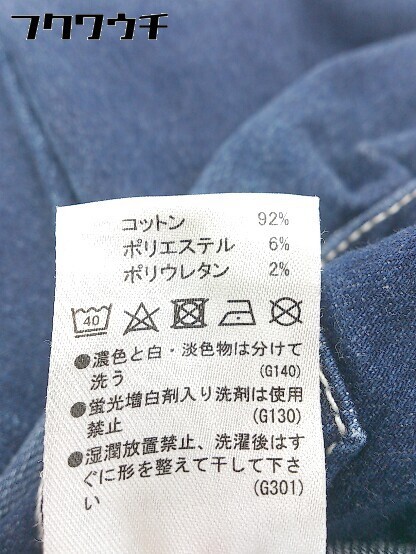 フクワウチ
コットン 92%
ポリエステル 6%
ポリウレタン 2%
40
●濃色と白・淡色物は分けて
洗う (G140)
●蛍光増白剤入り洗剤は使用
禁止 (G130)
●湿潤放置禁止、洗濯後はす
ぐに形を整えて干して下さ
い (G301)